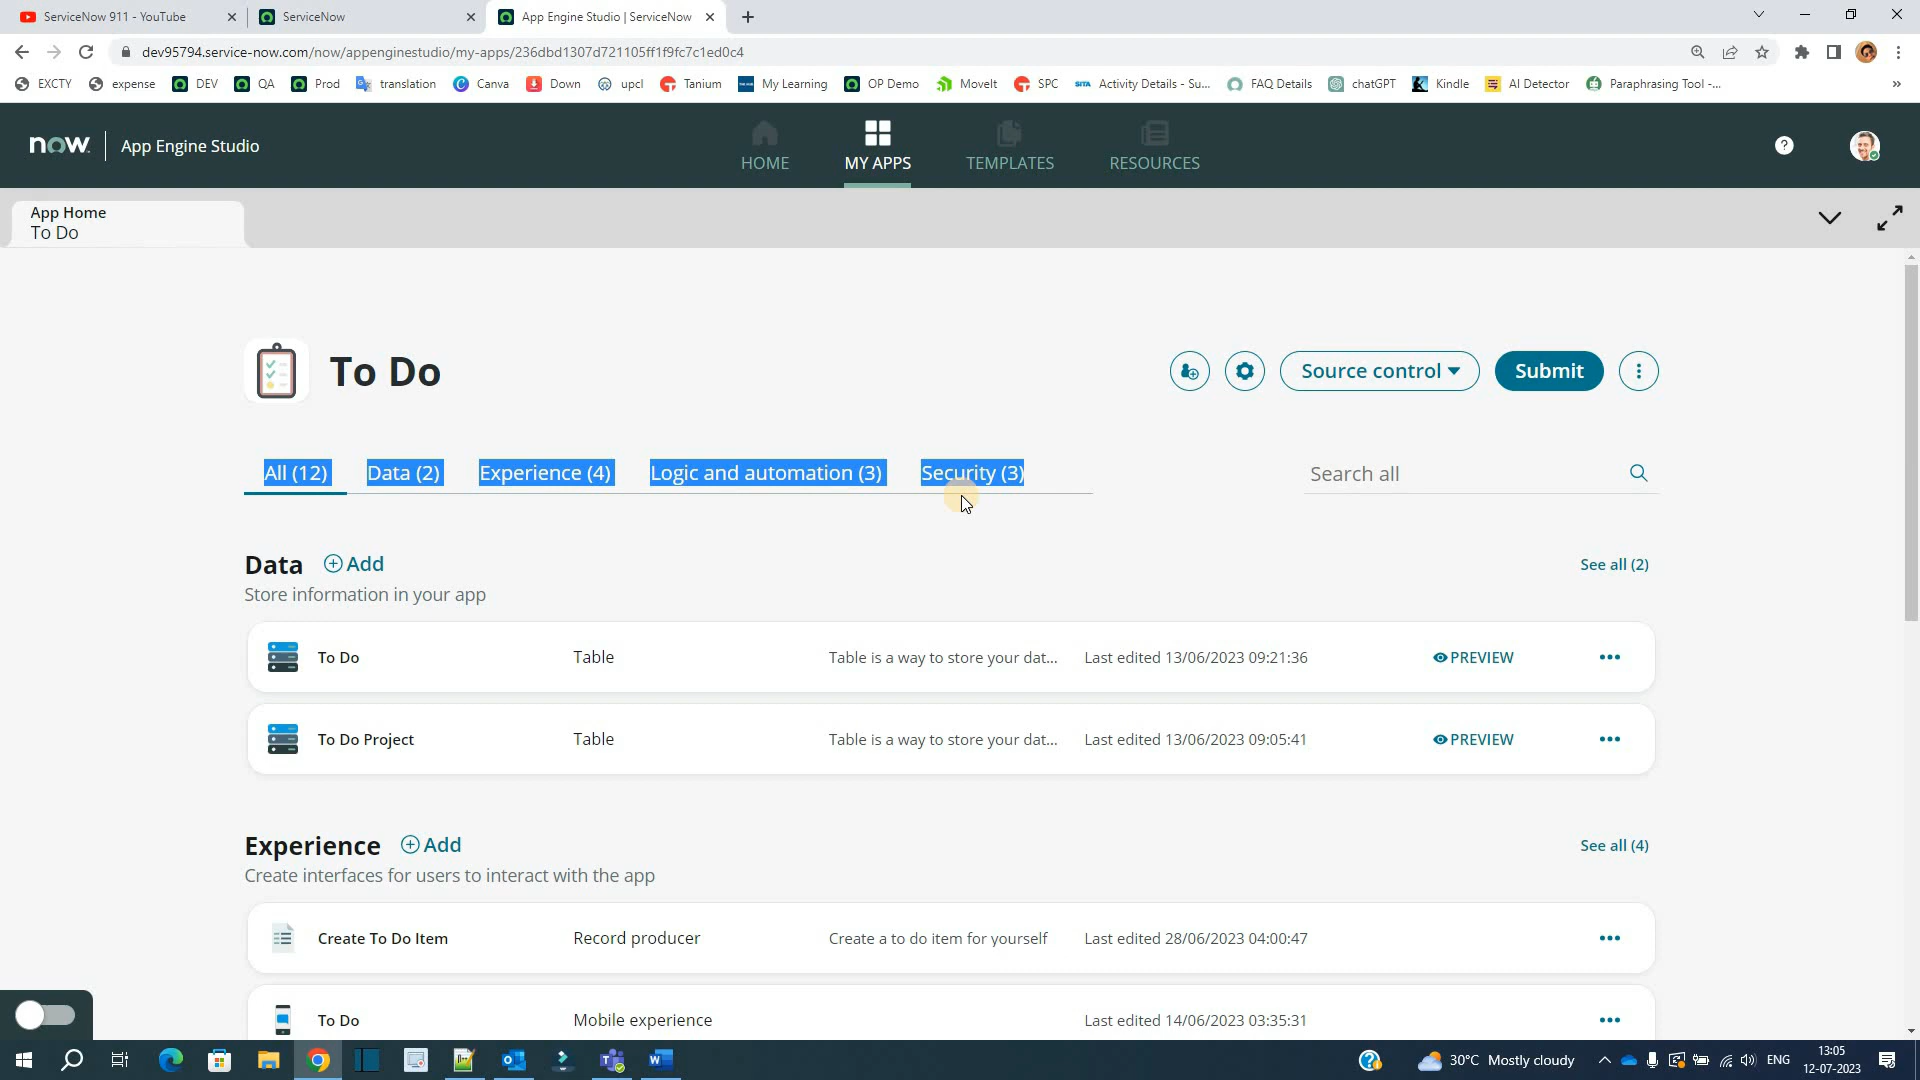 ServiceNow 911 - YouTube
ServiceNow
App Engine Studio | ServiceNow
dev95794.service-now.com/now/appenginestudio/my-apps/236dbd1307d721105ff1f9fc7c1ed0c4
EXCTY
expense
DEV
QA
Prod
translation
Canva
Down
upcl
Tanium
My Learning
OP Demo
MoveIt
SPC
SITA
Activity Details - Su...
FAQ Details
chatGPT
Kindle
AI Detector
Paraphrasing Tool -...
»
now
App Engine Studio
HOME
MY APPS
TEMPLATES
RESOURCES
App Home
To Do
To Do
Source control
Submit
All (12)
Data (2)
Experience (4)
Logic and automation (3)
Security (3)
Search all
Data
Add
See all (2)
Store information in your app
To Do
Table
Table is a way to store your dat...
Last edited 13/06/2023 09:21:36
PREVIEW
To Do Project
Table
Table is a way to store your dat...
Last edited 13/06/2023 09:05:41
PREVIEW
Experience
Add
See all (4)
Create interfaces for users to interact with the app
Create To Do Item
Record producer
Create a to do item for yourself
Last edited 28/06/2023 04:00:47
To Do
Mobile experience
Last edited 14/06/2023 03:35:31
30°C Mostly cloudy
ENG
13:05
12-07-2023